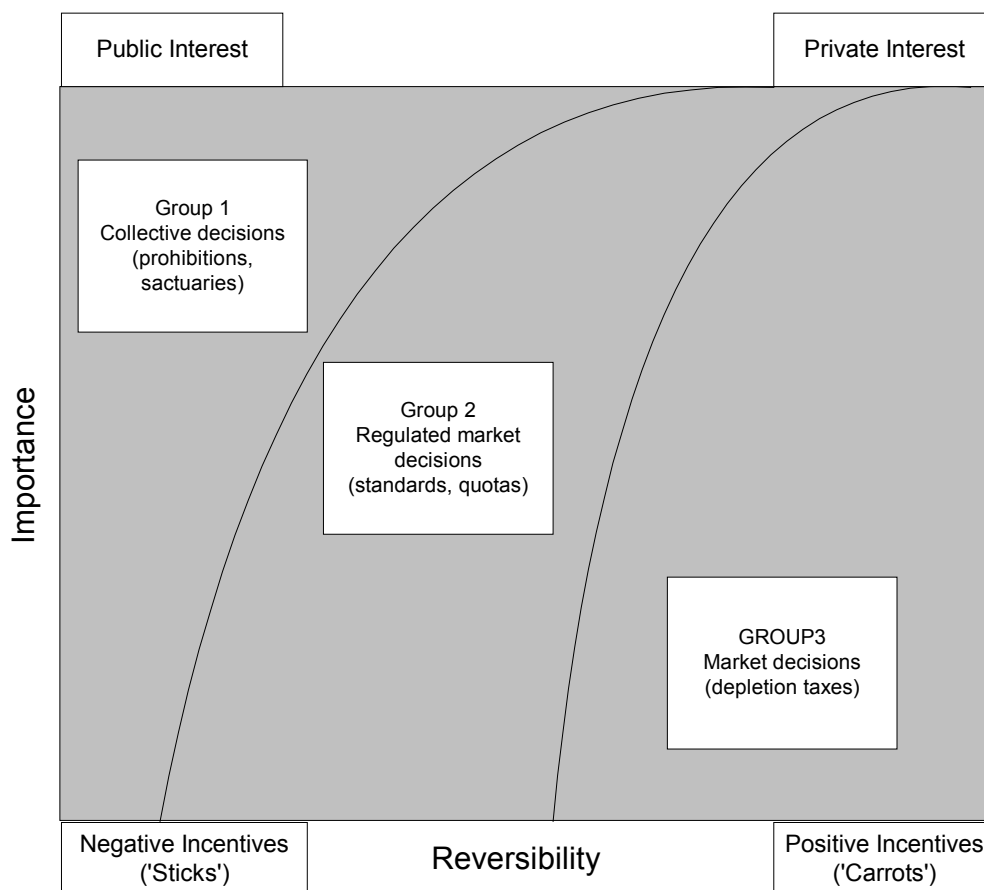 Public Interest
Private Interest
Group 1
Collective decisions
(prohibitions,
sactuaries)
Importance
Group 2
Regulated market
decisions
(standards, quotas)
GROUP3
Market decisions
(depletion taxes)
Negative Incentives
('Sticks')
Reversibility
Positive Incentives
('Carrots')